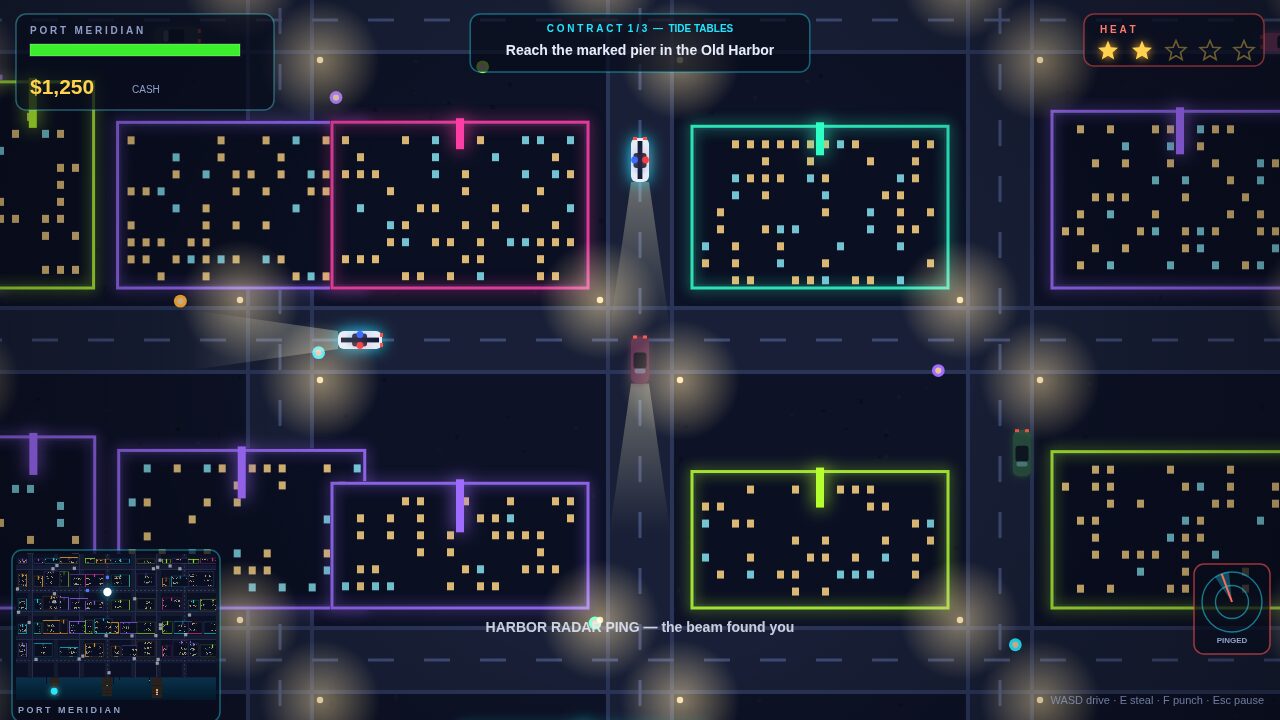 PORT MERIDIAN
$1,250 CASH
CONTRACT 1/3 — TIDE TABLES
Reach the marked pier in the Old Harbor
HEAT
HARBOR RADAR PING — the beam found you
PINGED
WASD drive · E steal · F punch · Esc pause
PORT MERIDIAN